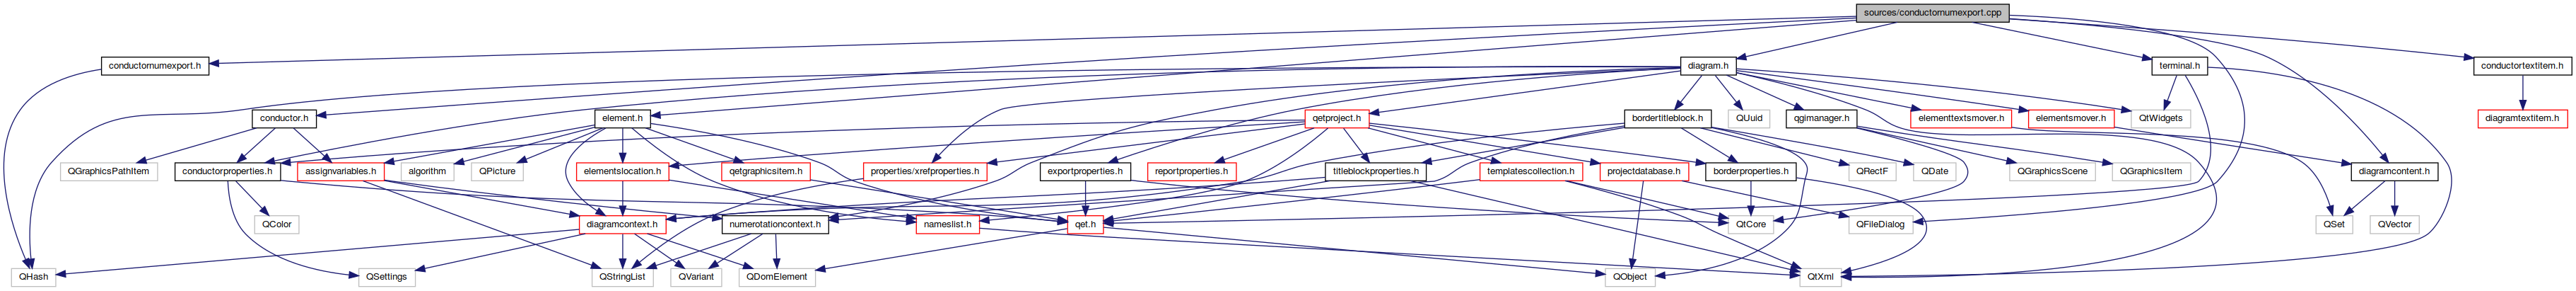 sources/conductornumexport.cpp
conductornumexport.h
diagram.h
terminal.h
conductortextitem.h
conductor.h
element.h
qetproject.h
bordertitleblock.h
QUuid
qgimanager.h
elementtextsmover.h
elementsmover.h
QtWidgets
diagramtextitem.h
QGraphicsPathItem
conductorproperties.h
assignvariables.h
algorithm
QPicture
elementslocation.h
qetgraphicsitem.h
properties/xrefproperties.h
exportproperties.h
reportproperties.h
titleblockproperties.h
templatescollection.h
projectdatabase.h
borderproperties.h
QRectF
QDate
QGraphicsScene
QGraphicsItem
diagramcontent.h
QColor
diagramcontext.h
numerotationcontext.h
nameslist.h
qet.h
QtCore
QFileDialog
QSet
QVector
QHash
QSettings
QStringList
QVariant
QDomElement
QObject
QtXml